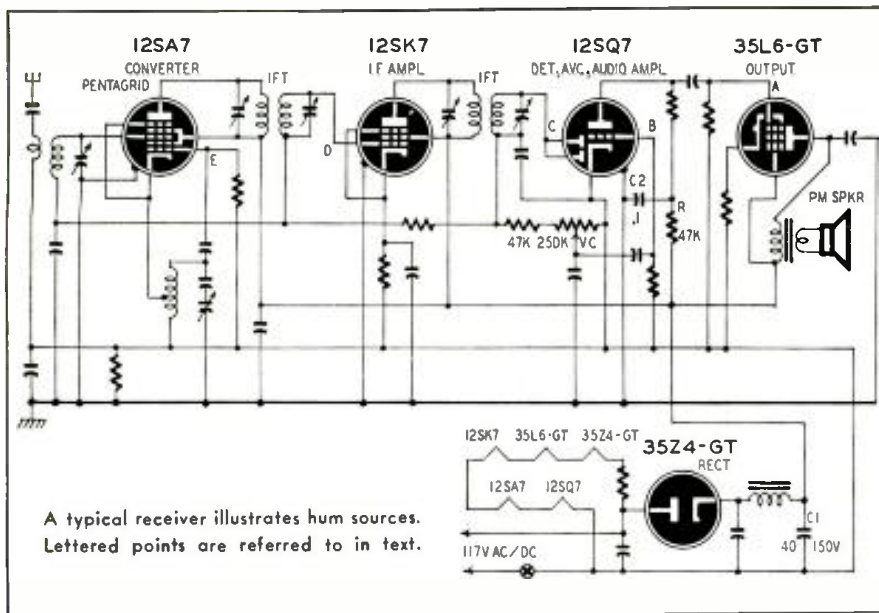 12SA7
CONVERTER
PENTAGRID
12SK7
I F AMPL
12SQ7
DET, AVC, AUDIO AMPL
35L6-GT
OUTPUT
IFT
IFT
A
B
C
D
E
C2
.1
R
47K
47K 25DK VC
PM SPKR
12SK7 35L6-GT 35Z4-GT
12SA7 12SQ7
35Z4-GT
RECT
C1
40 150V
117V AC/DC
A typical receiver illustrates hum sources.
Lettered points are referred to in text.